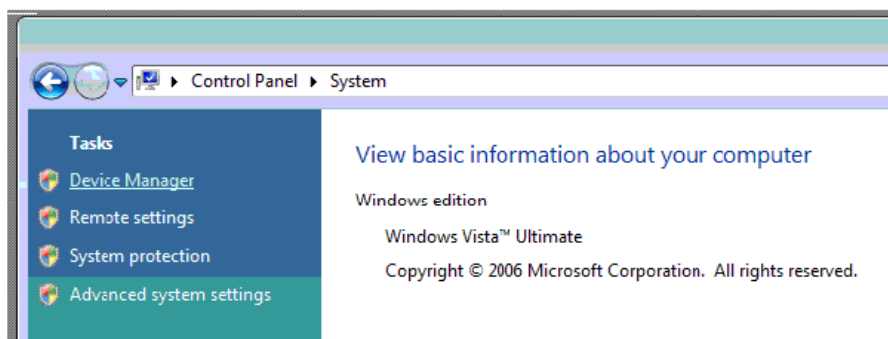 Control Panel System
Tasks
Device Manager
Remote settings
System protection
Advanced system settings
View basic information about your computer
Windows edition
Windows Vista™ Ultimate
Copyright © 2006 Microsoft Corporation. All rights reserved.